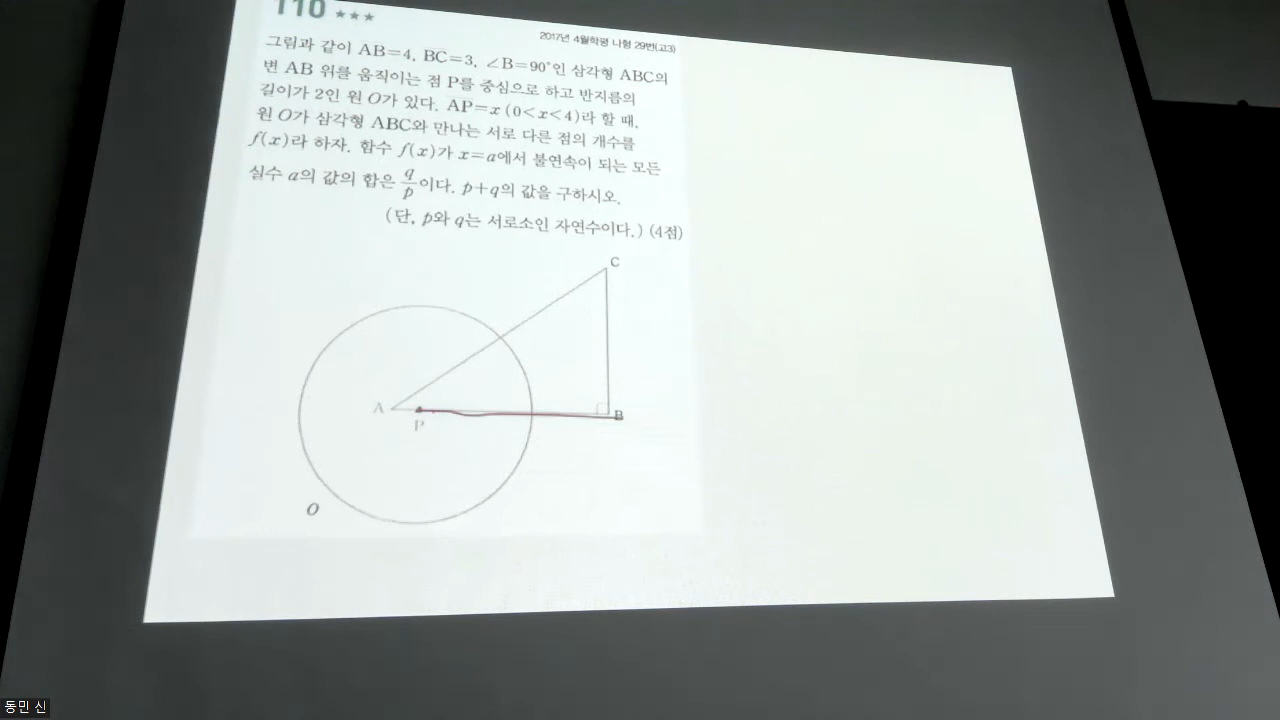 110 ★★★
2017년 4월학평 나형 29번(고3)
그림과 같이 AB=4, BC=3, ∠B=90°인 삼각형 ABC의
변 AB 위를 움직이는 점 P를 중심으로 하고 반지름의
길이가 2인 원 O가 있다. AP=x (0<x<4)라 할 때,
원 O가 삼각형 ABC와 만나는 서로 다른 점의 개수를
f(x)라 하자. 함수 f(x)가 x=a에서 불연속이 되는 모든
실수 a의 값의 합은 q/p이다. p+q의 값을 구하시오.
(단, p와 q는 서로소인 자연수이다.) (4점)
C
A
P
B
O
동민 신